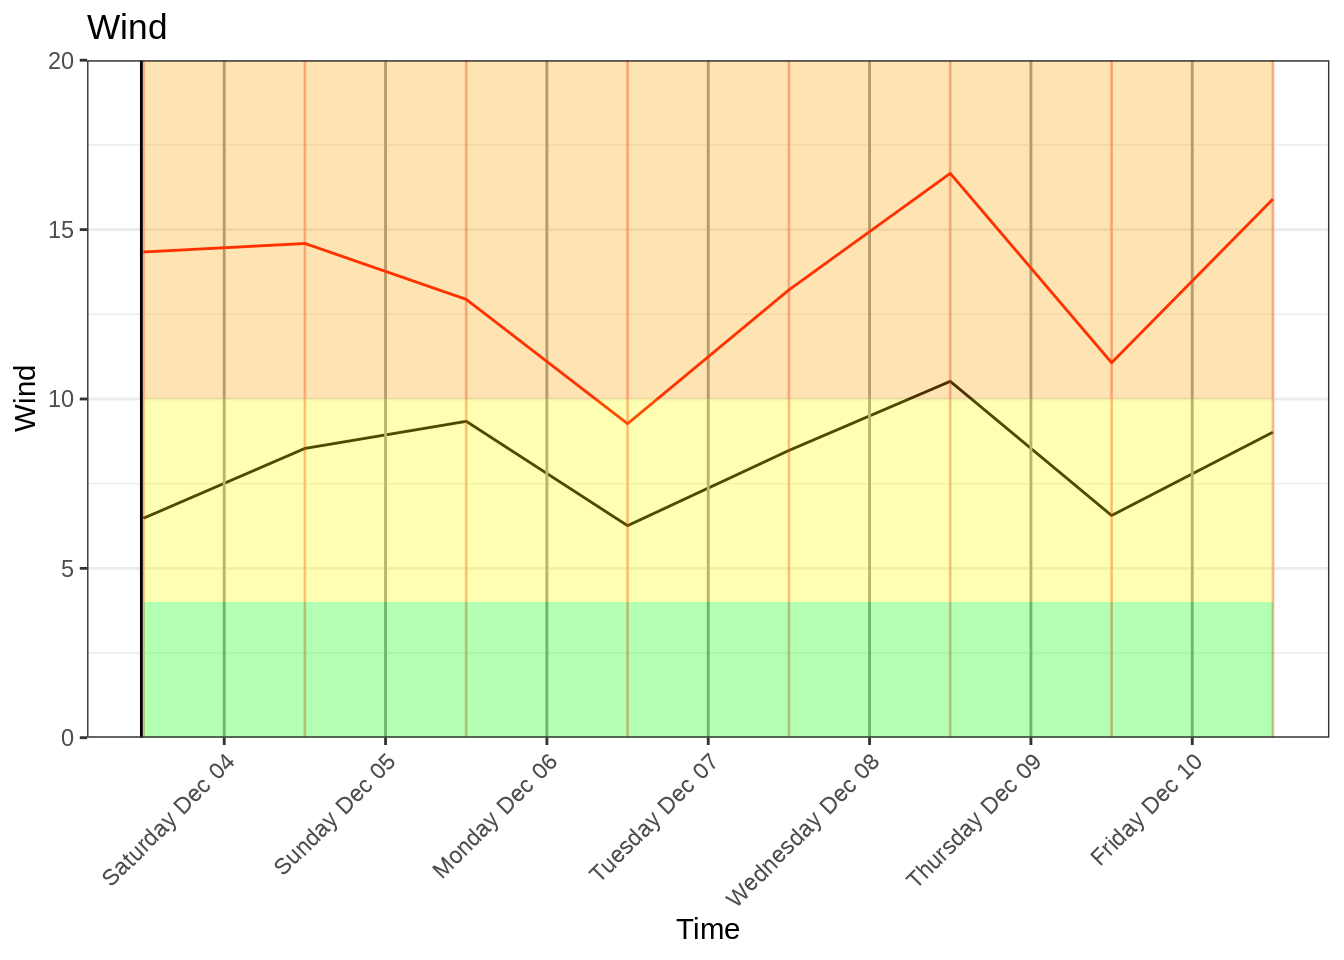 Wind
20
15
10
5
0
Wind
Saturday Dec 04
Sunday Dec 05
Monday Dec 06
Tuesday Dec 07
Wednesday Dec 08
Thursday Dec 09
Friday Dec 10
Time